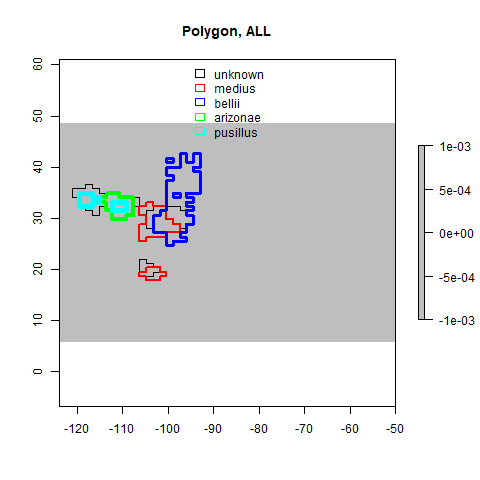 Polygon, ALL
unknown
medius
bellii
arizonae
pusillus
60
50
40
30
20
10
0
-120 -110 -100 -90 -80 -70 -60 -50
1e-03
5e-04
0e+00
-5e-04
-1e-03